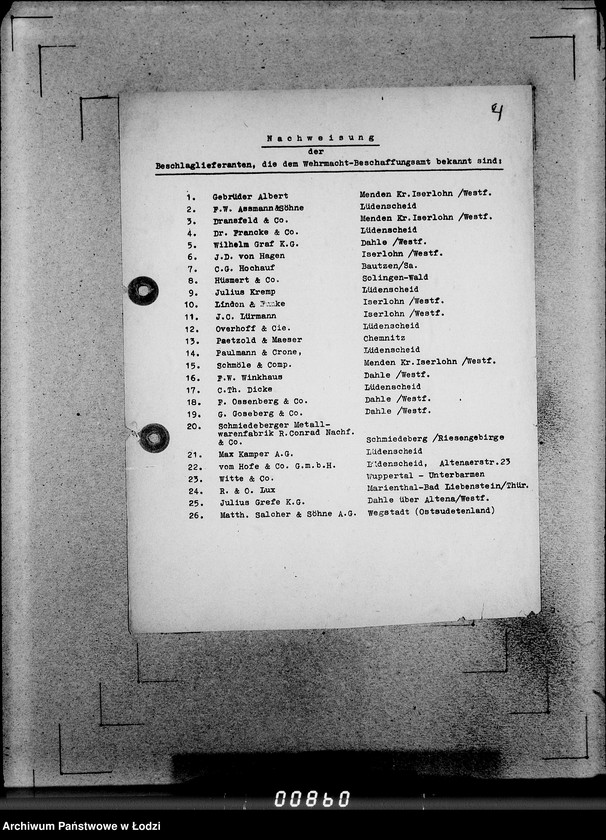 4
Nachweisung
der
Beschlaglieferanten, die dem Wehrmacht-Beschaffungsamt bekannt sind:
1. Gebrüder Albert Menden Kr.Iserlohn /Westf.
2. F.W. Assmann&Söhne Lüdenscheid
3. Dransfeld & Co. Menden Kr.Iserlohn /Westf.
4. Dr. Francke & Co. Lüdenscheid
5. Wilhelm Graf K.G. Dahle /Westf.
6. J.D. von Hagen Iserlohn /Westf.
7. C.G. Hochauf Bautzen/Sa.
8. Hüsmert & Co. Solingen-Wald
9. Julius Kremp Lüdenscheid
10. Linden & Iserlohn /Westf.
11. J.C. Lürmann Iserlohn /Westf.
12. Overhoff & Cie. Lüdenscheid
13. Paetzold & Maeser Chemnitz
14. Paulmann & Crone, Lüdenscheid
15. Schmöle & Comp. Menden Kr.Iserlohn /Westf.
16. F.W. Winkhaus Dahle /Westf.
17. C.Th. Dicke Lüdenscheid
18. P. Ossenberg & Co. Dahle /Westf.
19. G. Goseberg & Co. Dahle /Westf.
20. Schmiedeberger Metall-
warenfabrik R.Conrad Nachf.
& Co. Schmiedeberg /Riesengebirge
21. Max Kamper A.G. Lüdenscheid
22. vom Hofe & Co. G.m.b.H. Lüdenscheid, Altenaerstr.23
23. Witte & Co. Wuppertal - Unterbarmen
24. R. & O. Lux Marienthal-Bad Liebenstein/Thür.
25. Julius Grefe K.G. Dahle über Altena/Westf.
26. Matth. Salcher & Söhne A.G. Wegstadt (Ostsudetenland)
00860
Archiwum Państwowe w Łodzi